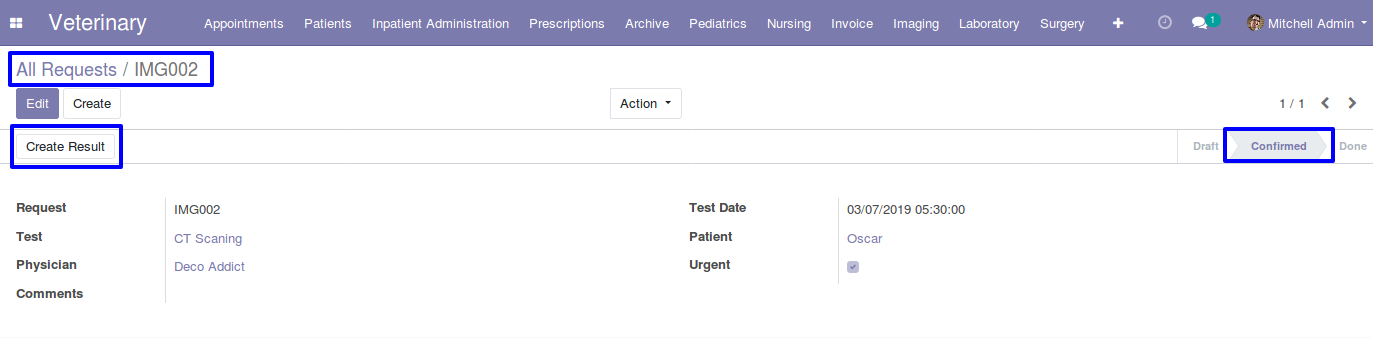 Veterinary Appointments Patients Inpatient Administration Prescriptions Archive Pediatrics Nursing Invoice Imaging Laboratory Surgery 1 Mitchell Admin
All Requests / IMG002
Edit Create Action 1 / 1
Create Result Draft Confirmed Done
Request IMG002 Test Date 03/07/2019 05:30:00
Test CT Scaning Patient Oscar
Physician Deco Addict Urgent
Comments